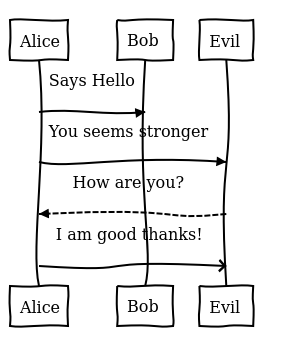 Alice Bob Evil
Says Hello
You seems stronger
How are you?
I am good thanks!
Alice Bob Evil